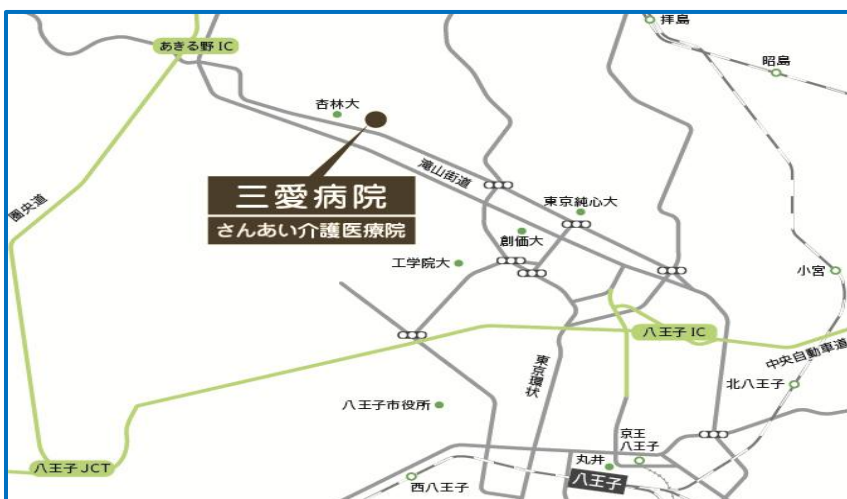 拝島
あきる野 IC
昭島
杏林大
滝山街道
三愛病院
さんあい介護医療院
東京純心大
圏央道
創価大
工学院大
小宮
八王子 IC
中央自動車道
東京環状
北八王子
八王子市役所
京王
八王子
丸井
八王子 JCT
八王子
西八王子